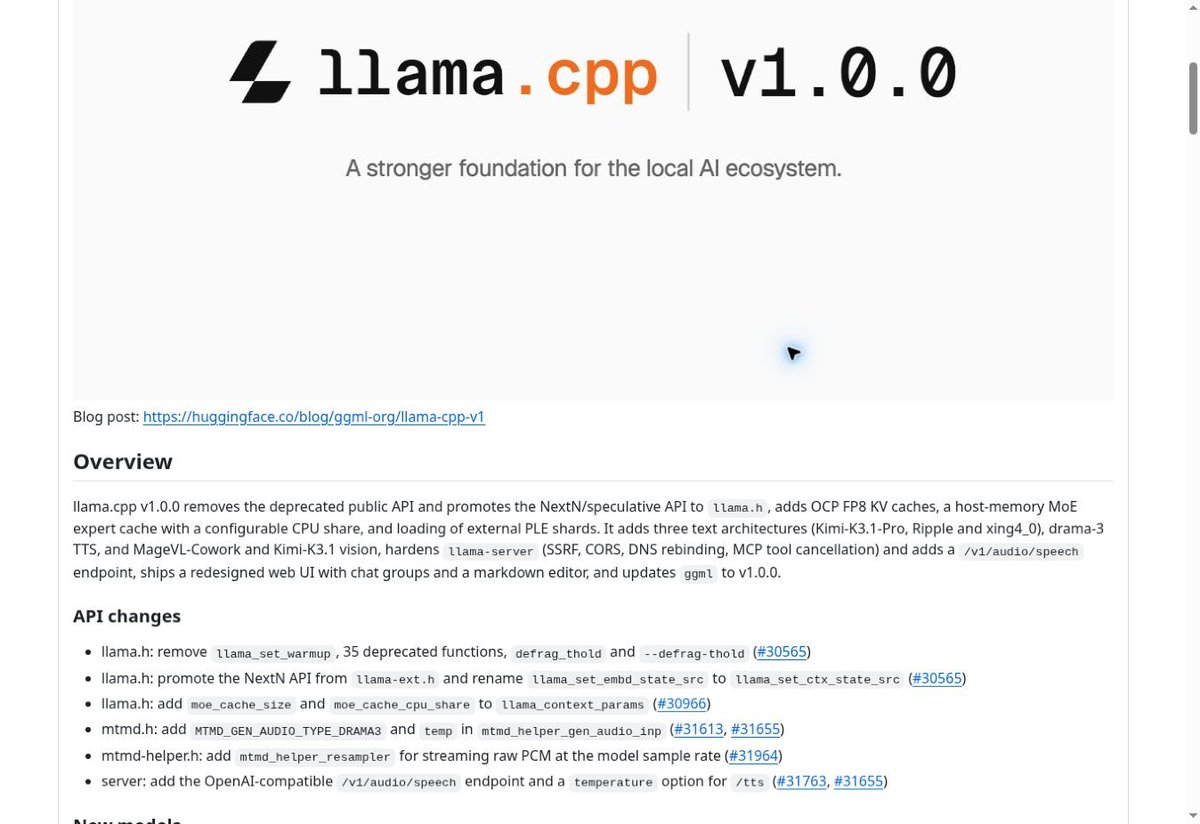 llama.cpp | v1.0.0
A stronger foundation for the local AI ecosystem.
Blog post: https://huggingface.co/blog/ggml-org/llama-cpp-v1
Overview
llama.cpp v1.0.0 removes the deprecated public API and promotes the NextN/speculative API to llama.h, adds OCP FP8 KV caches, a host-memory MoE
expert cache with a configurable CPU share, and loading of external PLE shards. It adds three text architectures (Kimi-K3.1-Pro, Ripple and xing4_0), drama-3
TTS, and MageVL-Cowork and Kimi-K3.1 vision, hardens llama-server (SSRF, CORS, DNS rebinding, MCP tool cancellation) and adds a /v1/audio/speech
endpoint, ships a redesigned web UI with chat groups and a markdown editor, and updates ggml to v1.0.0.
API changes
• llama.h: remove llama_set_warmup, 35 deprecated functions, defrag_thold and --defrag-thold (#30565)
• llama.h: promote the NextN API from llama-ext.h and rename llama_set_embd_state_src to llama_set_ctx_state_src (#30565)
• llama.h: add moe_cache_size and moe_cache_cpu_share to llama_context_params (#30966)
• mtmd.h: add MTMD_GEN_AUDIO_TYPE_DRAMA3 and temp in mtmd_helper_gen_audio_inp (#31613, #31655)
• mtmd-helper.h: add mtmd_helper_resampler for streaming raw PCM at the model sample rate (#31964)
• server: add the OpenAI-compatible /v1/audio/speech endpoint and a temperature option for /tts (#31763, #31655)
New models